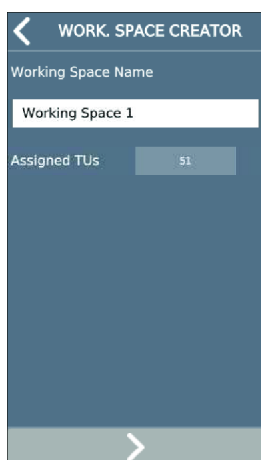 WORK. SPACE CREATOR
Working Space Name
Working Space 1
Assigned TUs 51